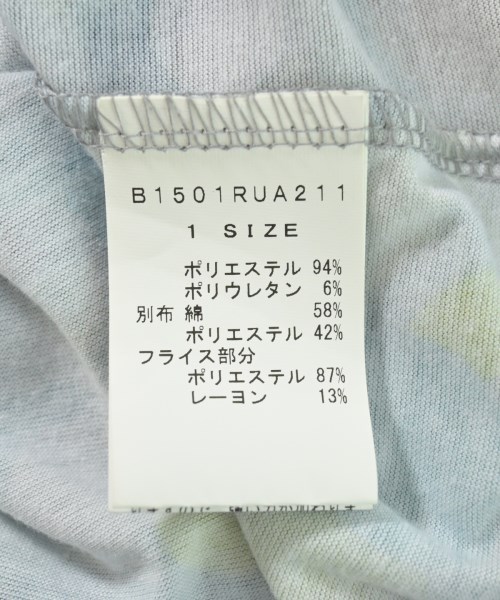 B1501RUA211
1 SIZE
ポリエステル 94%
ポリウレタン 6%
別布 綿 58%
ポリエステル 42%
フライス部分
ポリエステル 87%
レーヨン 13%